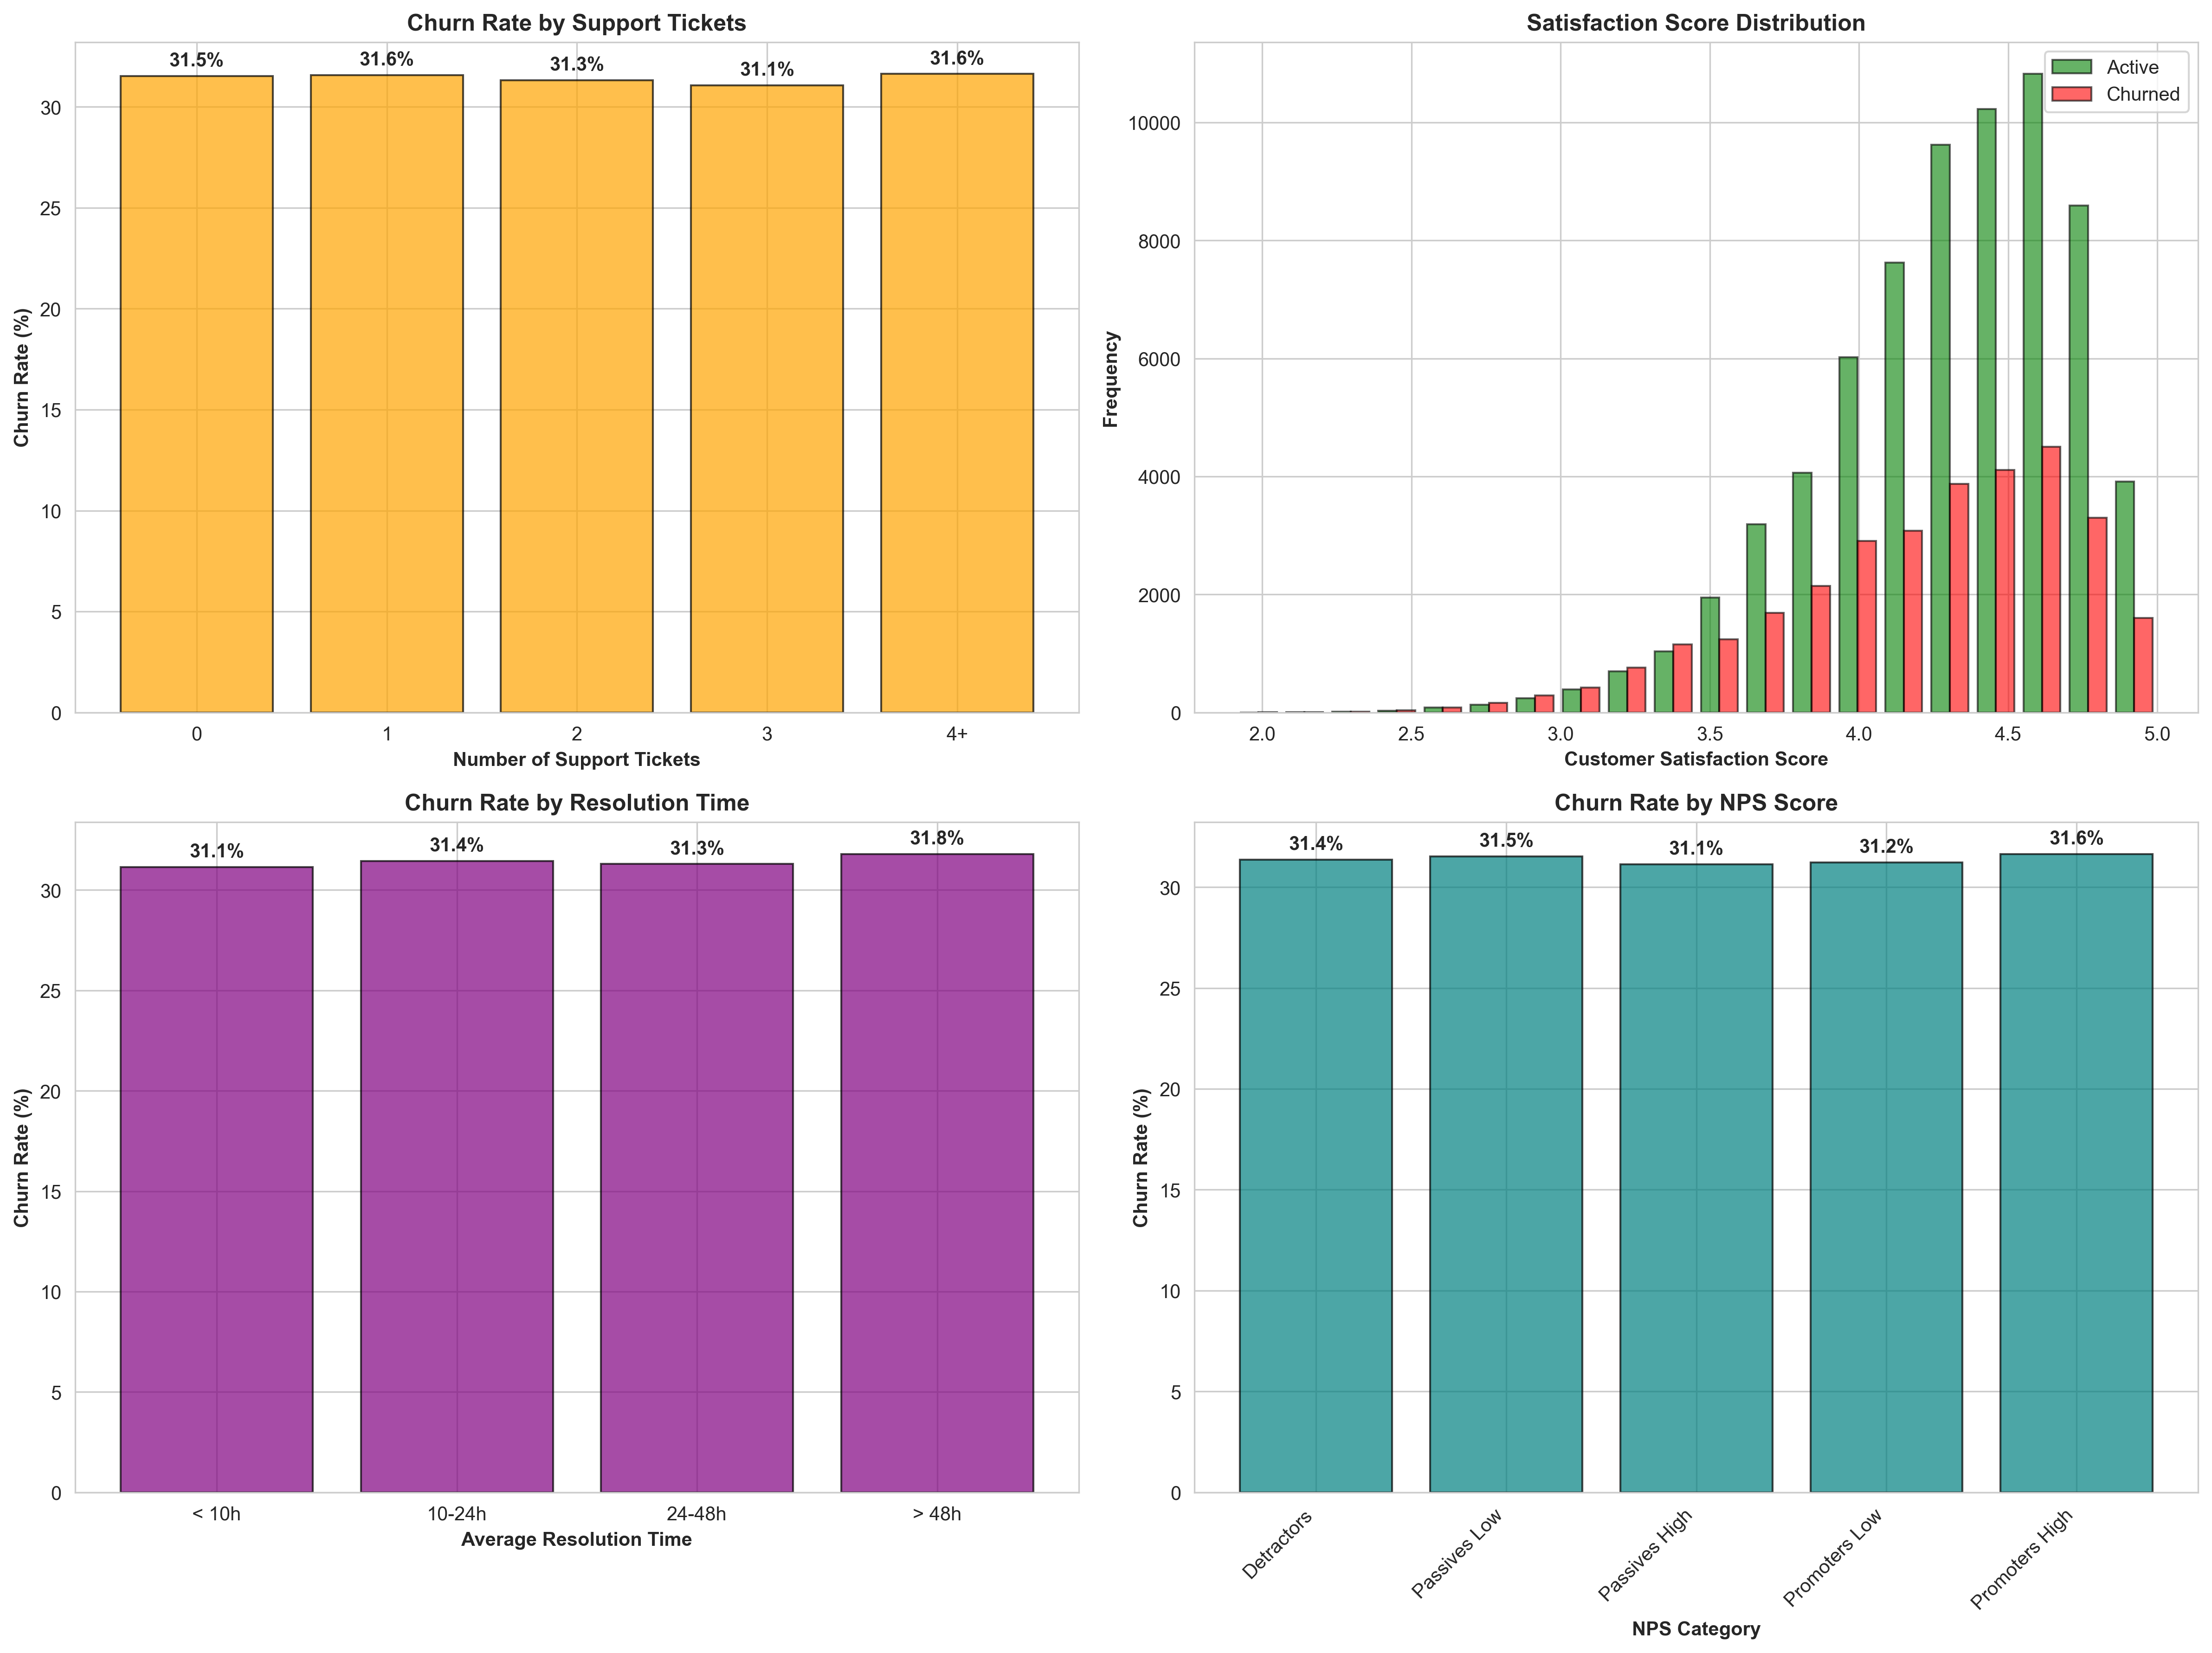 Churn Rate by Support Tickets
31.5%
31.6%
31.3%
31.1%
31.6%
30
25
20
15
10
5
0
Churn Rate (%)
0 1 2 3 4+
Number of Support Tickets
Satisfaction Score Distribution
Active
Churned
10000
8000
6000
4000
2000
0
Frequency
2.0 2.5 3.0 3.5 4.0 4.5 5.0
Customer Satisfaction Score
Churn Rate by Resolution Time
31.1%
31.4%
31.3%
31.8%
30
25
20
15
10
5
0
Churn Rate (%)
< 10h 10-24h 24-48h > 48h
Average Resolution Time
Churn Rate by NPS Score
31.4%
31.5%
31.1%
31.2%
31.6%
30
25
20
15
10
5
0
Churn Rate (%)
Detractors
Passives Low
Passives High
Promoters Low
Promoters High
NPS Category